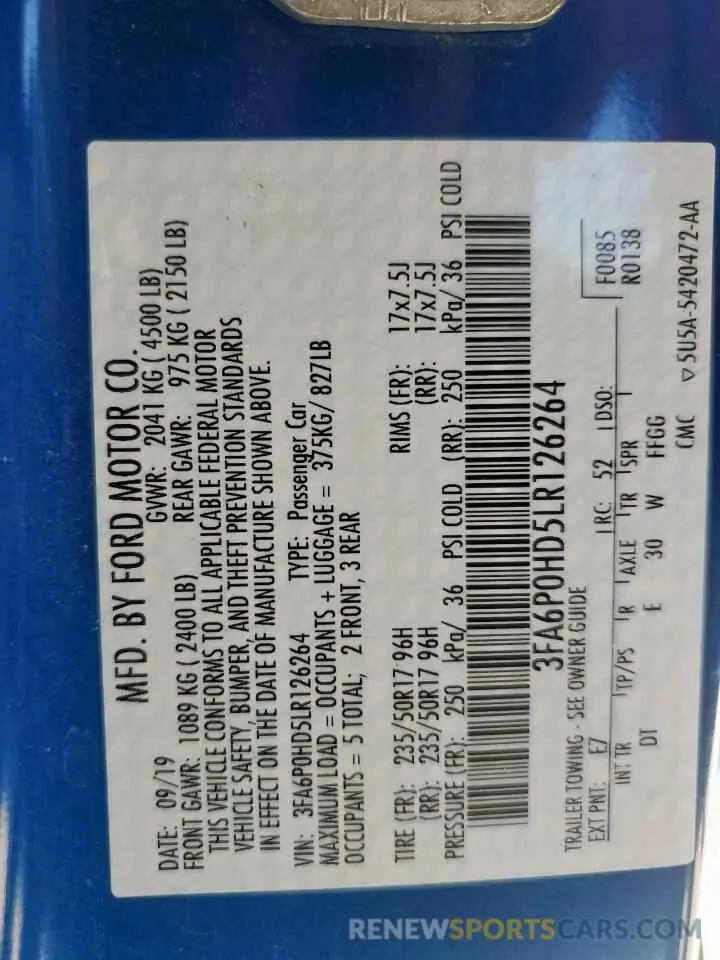 MFD. BY FORD MOTOR CO.
DATE: 09/19 GVWR: 2041 KG ( 4500 LB)
FRONT GAWR: 1089 KG ( 2400 LB) REAR GAWR: 975 KG ( 2150 LB)
THIS VEHICLE CONFORMS TO ALL APPLICABLE FEDERAL MOTOR
VEHICLE SAFETY, BUMPER, AND THEFT PREVENTION STANDARDS
IN EFFECT ON THE DATE OF MANUFACTURE SHOWN ABOVE.
VIN: 3FA6P0HD5LR126264 TYPE: Passenger Car
MAXIMUM LOAD = OCCUPANTS + LUGGAGE = 375KG/ 827LB
OCCUPANTS = 5 TOTAL; 2 FRONT, 3 REAR
TIRE (FR): 235/50R17 96H RIMS (FR): 17x7.5J
(RR): 235/50R17 96H (RR): 17x7.5J
PRESSURE (FR): 250 kPa/ 36 PSI COLD (RR): 250 kPa/ 36 PSI COLD
3FA6P0HD5LR126264
TRAILER TOWING - SEE OWNER GUIDE F0085
EXT PNT: E7 RC: 52 DSO: R0138
INT TR TP/PS R AXLE TR SPR
DT E 30 W FFGG
CMC ▽5U5A-5420472-AA
RENEWSPORTSCARS.COM